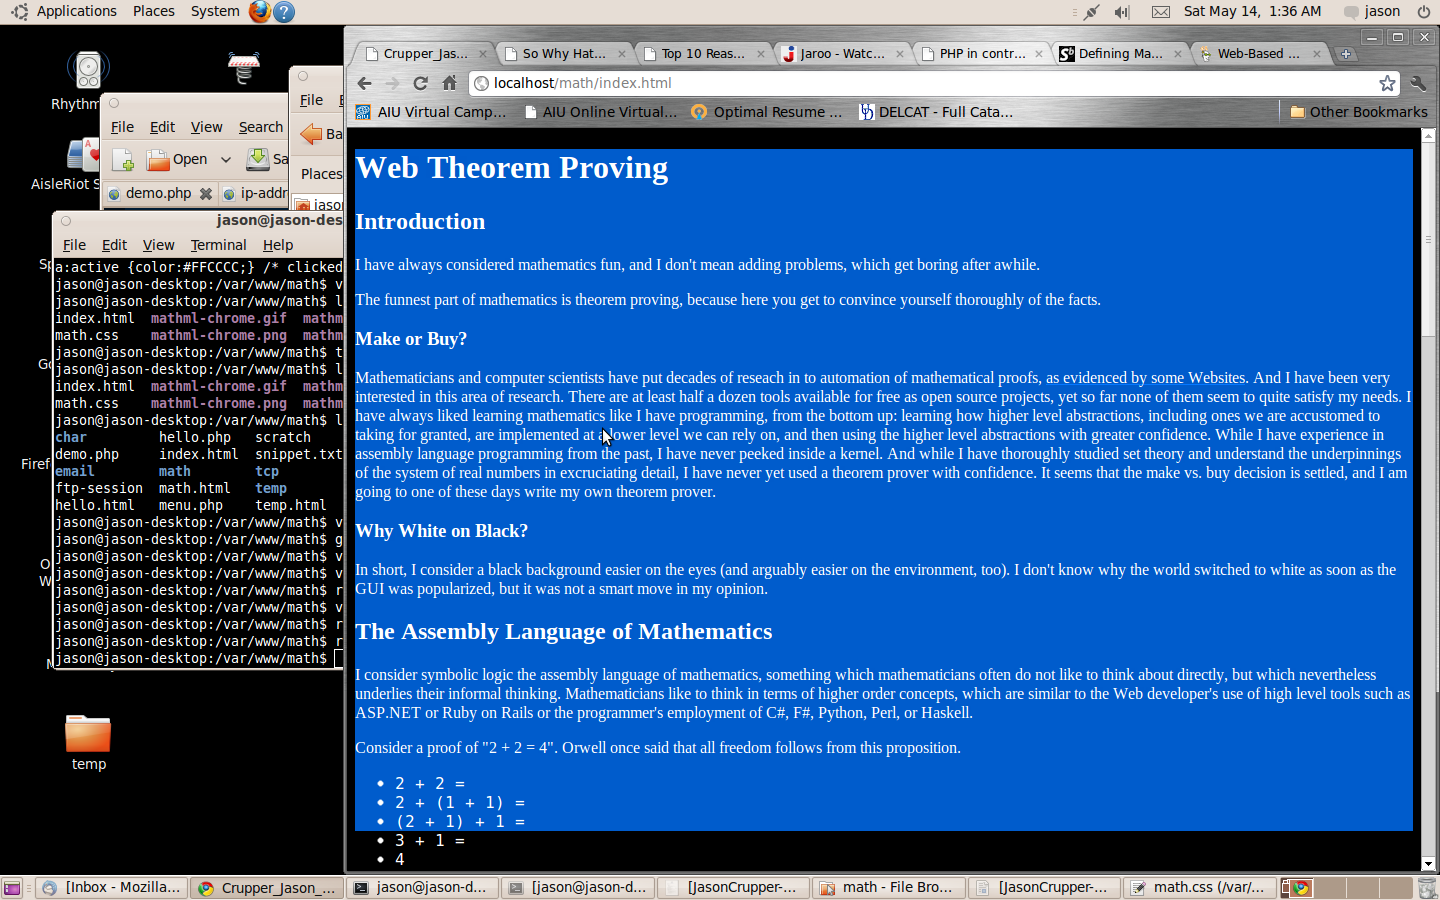 Applications Places System
Sat May 14, 1:36 AM jason
Rhythm
AisleRiot S
File Edit View Search
Open Sa
demo.php ip-addr
File E
Ba
Places
jason
Crupper_Jas...
So Why Hat...
Top 10 Reas...
Jaroo - Watc...
PHP in contr...
Defining Ma...
Web-Based ...
localhost/math/index.html
AIU Virtual Camp...
AIU Online Virtual...
Optimal Resume ...
DELCAT - Full Cata...
Other Bookmarks
jason@jason-des
File Edit View Terminal Help
a:active {color:#FFCCCC;} /* clicked
jason@jason-desktop:/var/www/math$ v
jason@jason-desktop:/var/www/math$ l
index.html mathml-chrome.gif mathm
math.css mathml-chrome.png mathm
jason@jason-desktop:/var/www/math$ t
jason@jason-desktop:/var/www/math$ l
index.html mathml-chrome.gif mathm
math.css mathml-chrome.png mathm
jason@jason-desktop:/var/www/math$ l
char hello.php scratch
demo.php index.html snippet.txt
email math tcp
ftp-session math.html temp
hello.html menu.php temp.html
jason@jason-desktop:/var/www/math$ v
jason@jason-desktop:/var/www/math$ g
jason@jason-desktop:/var/www/math$ v
jason@jason-desktop:/var/www/math$ v
jason@jason-desktop:/var/www/math$ r
jason@jason-desktop:/var/www/math$ v
jason@jason-desktop:/var/www/math$ r
jason@jason-desktop:/var/www/math$ r
jason@jason-desktop:/var/www/math$
Sp
Go
Firef
O
W
temp
Web Theorem Proving
Introduction
I have always considered mathematics fun, and I don't mean adding problems, which get boring after awhile.
The funnest part of mathematics is theorem proving, because here you get to convince yourself thoroughly of the facts.
Make or Buy?
Mathematicians and computer scientists have put decades of reseach in to automation of mathematical proofs, as evidenced by some Websites. And I have been very
interested in this area of research. There are at least half a dozen tools available for free as open source projects, yet so far none of them seem to quite satisfy my needs. I
have always liked learning mathematics like I have programming, from the bottom up: learning how higher level abstractions, including ones we are accustomed to
taking for granted, are implemented at a lower level we can rely on, and then using the higher level abstractions with greater confidence. While I have experience in
assembly language programming from the past, I have never peeked inside a kernel. And while I have thoroughly studied set theory and understand the underpinnings
of the system of real numbers in excruciating detail, I have never yet used a theorem prover with confidence. It seems that the make vs. buy decision is settled, and I am
going to one of these days write my own theorem prover.
Why White on Black?
In short, I consider a black background easier on the eyes (and arguably easier on the environment, too). I don't know why the world switched to white as soon as the
GUI was popularized, but it was not a smart move in my opinion.
The Assembly Language of Mathematics
I consider symbolic logic the assembly language of mathematics, something which mathematicians often do not like to think about directly, but which nevertheless
underlies their informal thinking. Mathematicians like to think in terms of higher order concepts, which are similar to the Web developer's use of high level tools such as
ASP.NET or Ruby on Rails or the programmer's employment of C#, F#, Python, Perl, or Haskell.
Consider a proof of "2 + 2 = 4". Orwell once said that all freedom follows from this proposition.
• 2 + 2 =
• 2 + (1 + 1) =
• (2 + 1) + 1 =
• 3 + 1 =
• 4
[Inbox - Mozilla...
Crupper_Jason_...
jason@jason-d...
[jason@jason-d...
[JasonCrupper-...
math - File Bro...
[JasonCrupper-...
math.css (/var/...